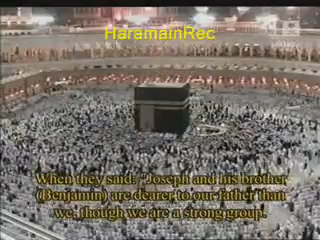 HaramainRec
When they said: "Joseph and his brother
(Benjamin) are dearer to our father than
we, though we are a strong group.